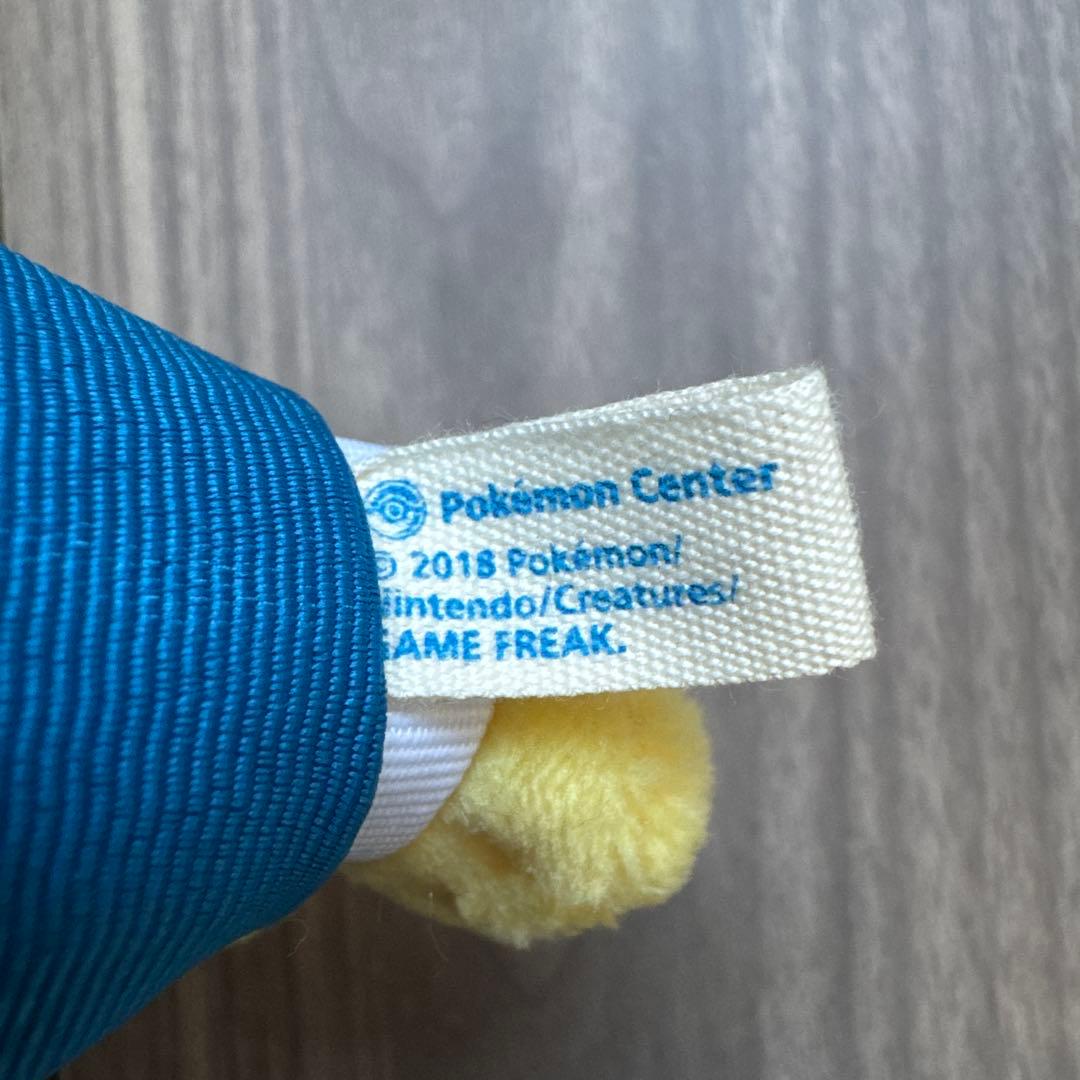 Pokémon Center
© 2018 Pokémon/
Nintendo/Creatures/
GAME FREAK.